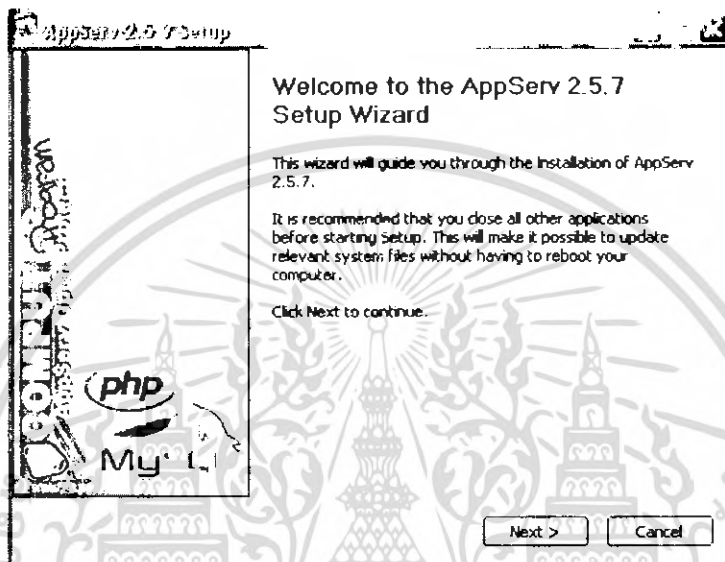 AppServ 2.5.7 Setup
Welcome to the AppServ 2.5.7
Setup Wizard
This wizard will guide you through the installation of AppServ
2.5.7.
It is recommended that you close all other applications
before starting Setup. This will make it possible to update
relevant system files without having to reboot your
computer.
Click Next to continue.
AppServ Open
php
My
Next >
Cancel